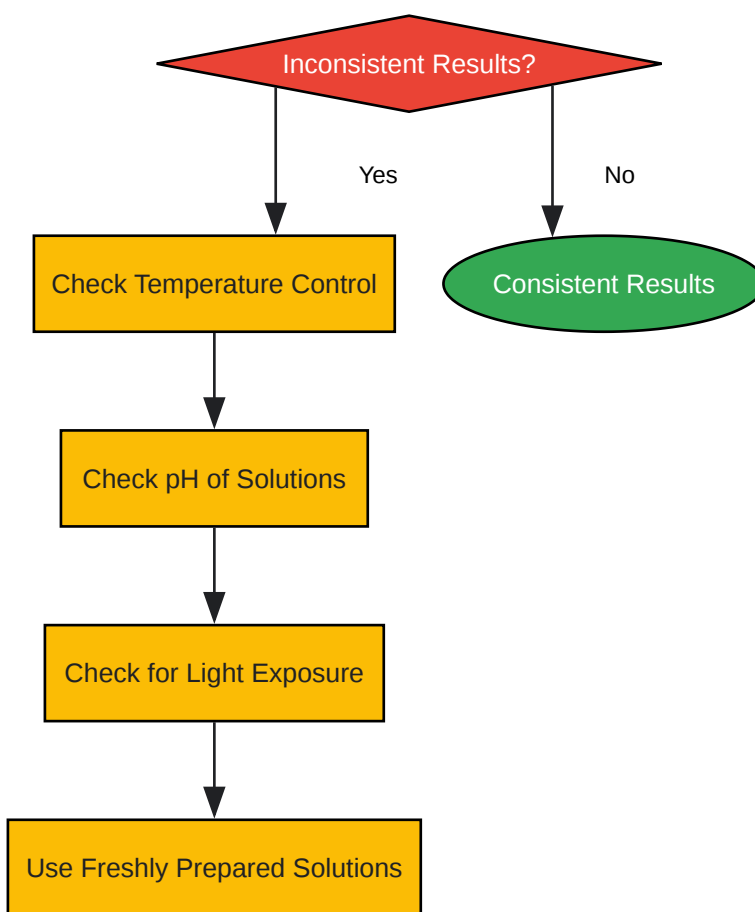 Inconsistent Results?
Yes
No
Check Temperature Control
Consistent Results
Check pH of Solutions
Check for Light Exposure
Use Freshly Prepared Solutions